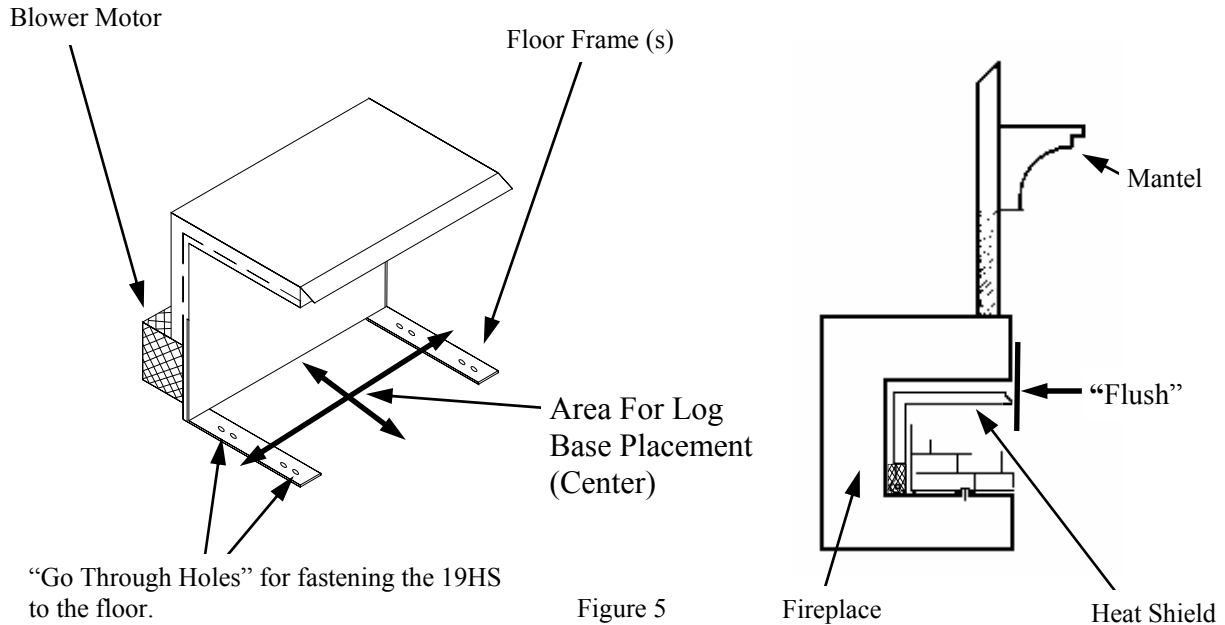 Blower Motor
Floor Frame (s)
Mantel
“Flush”
Area For Log
Base Placement
(Center)
“Go Through Holes” for fastening the 19HS
to the floor.
Figure 5
Fireplace
Heat Shield